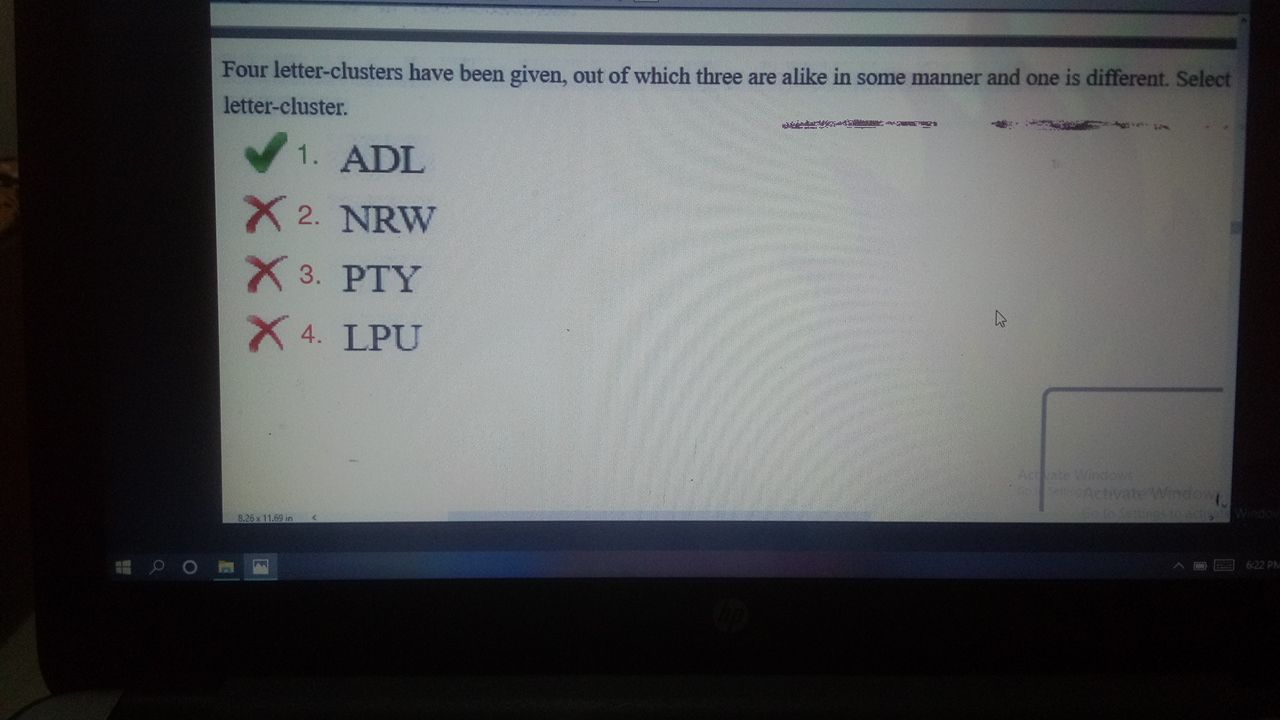 Four letter-clusters have been given, out of which three are alike in some manner and one is different. Select
letter-cluster.
1. ADL
2. NRW
3. PTY
4. LPU
Activate Windows
Activate Windows
Go to Settings to activate Windows
8.26 x 11.69 in
6:22 PM
hp